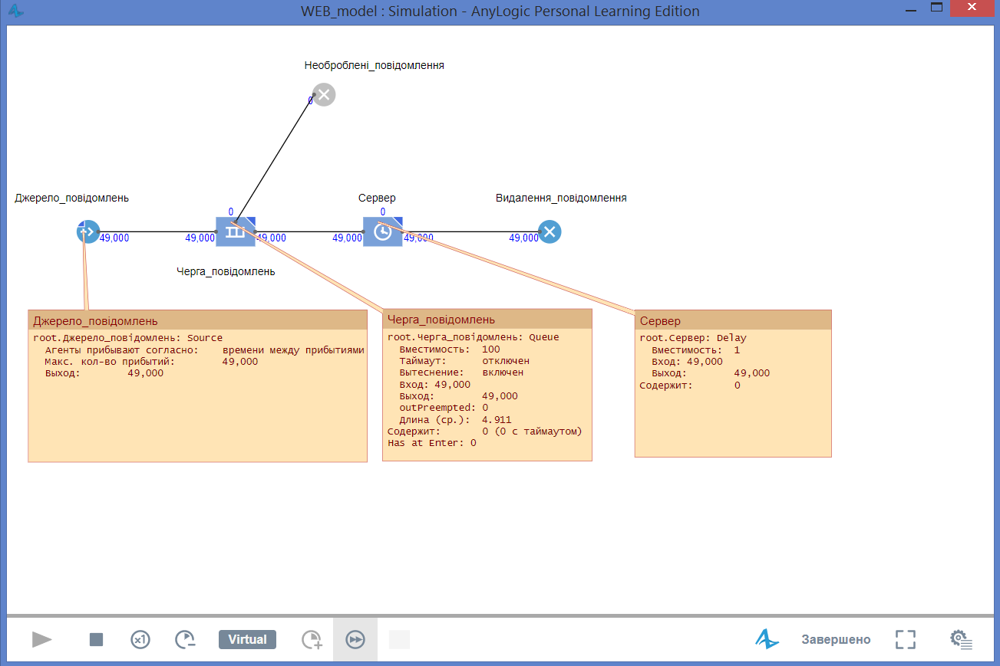 WEB_model : Simulation - AnyLogic Personal Learning Edition
Необроблені_повідомлення
0
Джерело_повідомлень
Сервер
Видалення_повідомлення
0
0
49,000
49,000
49,000
49,000
49,000
49,000
Черга_повідомлень
Джерело_повідомлень
root.Джерело_повідомлень: Source
Агенты прибывают согласно: времени между прибытиями
Макс. кол-во прибытий: 49,000
Выход: 49,000
Черга_повідомлень
root.Черга_повідомлень: Queue
Вместимость: 100
Таймаут: отключен
Вытеснение: включен
Вход: 49,000
Выход: 49,000
outPreempted: 0
Длина (ср.): 4.911
Содержит: 0 (0 с таймаутом)
Has at Enter: 0
Сервер
root.Сервер: Delay
Вместимость: 1
Вход: 49,000
Выход: 49,000
Содержит: 0
x1
Virtual
Завершено